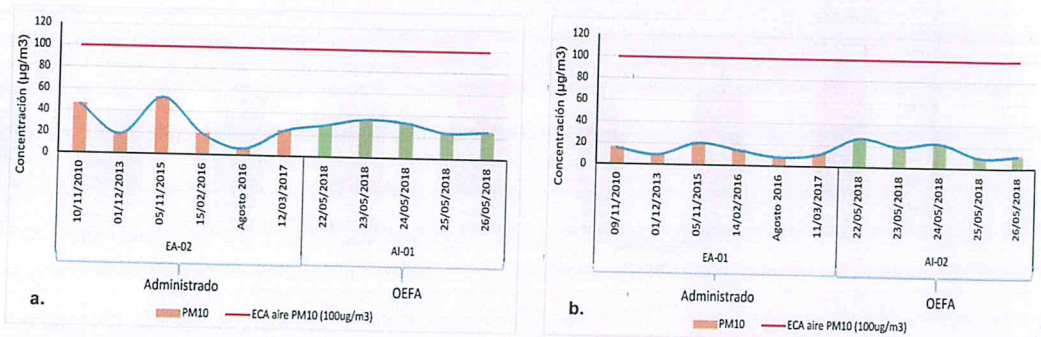 Concentración (µg/m3)
120
100
80
60
40
20
0
10/11/2010
01/12/2013
05/11/2015
15/02/2016
Agosto 2016
12/03/2017
22/05/2018
23/05/2018
24/05/2018
25/05/2018
26/05/2018
EA-02
AI-01
Administrado
OEFA
a.
PM10
ECA aire PM10 (100ug/m3)
Concentración (µg/m3)
120
100
80
60
40
20
0
09/11/2010
01/12/2013
05/11/2015
14/02/2016
Agosto 2016
11/03/2017
22/05/2018
23/05/2018
24/05/2018
25/05/2018
26/05/2018
EA-01
AI-02
Administrado
OEFA
b.
PM10
ECA aire PM10 (100ug/m3)